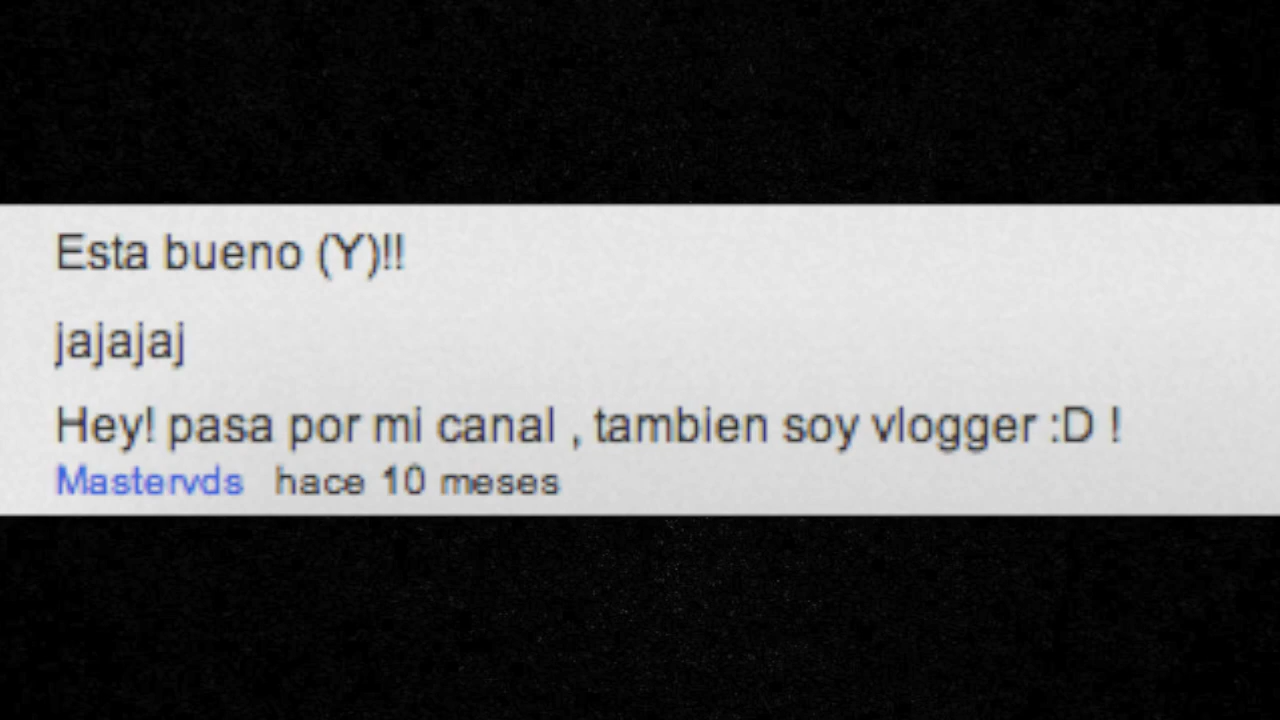 Esta bueno (Y)!!
jajajaj
Hey! pasa por mi canal , tambien soy vlogger :D !
Mastervds hace 10 meses